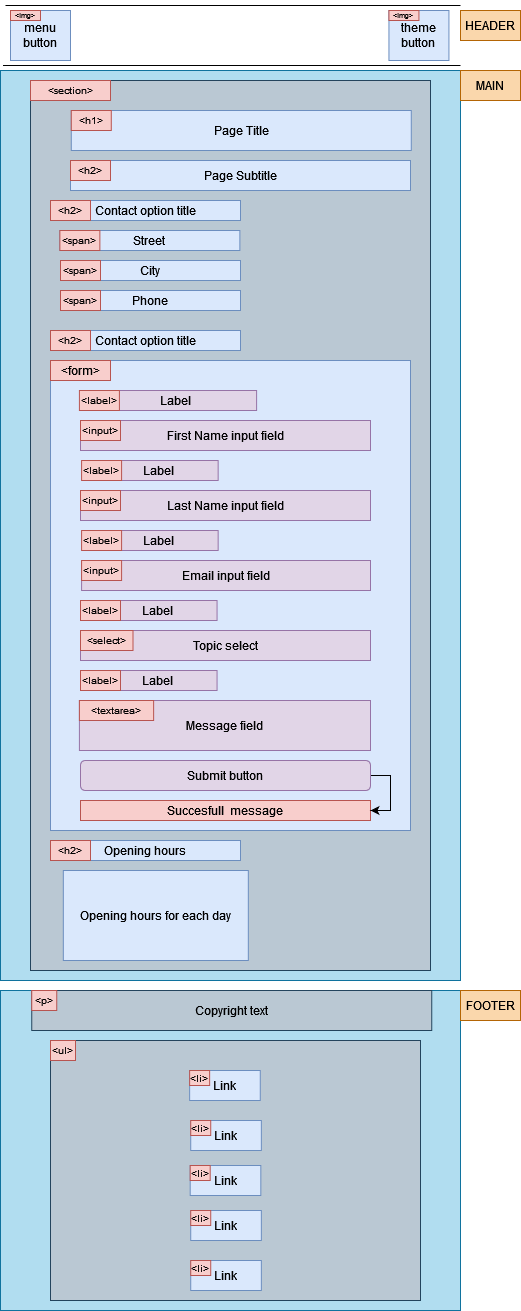 <img>
menu
button
<img>
theme
button
HEADER
MAIN
<section>
<h1>
Page Title
<h2>
Page Subtitle
<h2> Contact option title
<span> Street
<span> City
<span> Phone
<h2> Contact option title
<form>
<label> Label
<input>
First Name input field
<label> Label
<input>
Last Name input field
<label> Label
<input>
Email input field
<label> Label
<select>
Topic select
<label> Label
<textarea>
Message field
Submit button
Succesfull message
<h2> Opening hours
Opening hours for each day
FOOTER
<p>
Copyright text
<ul>
<li>
Link
<li>
Link
<li>
Link
<li>
Link
<li>
Link